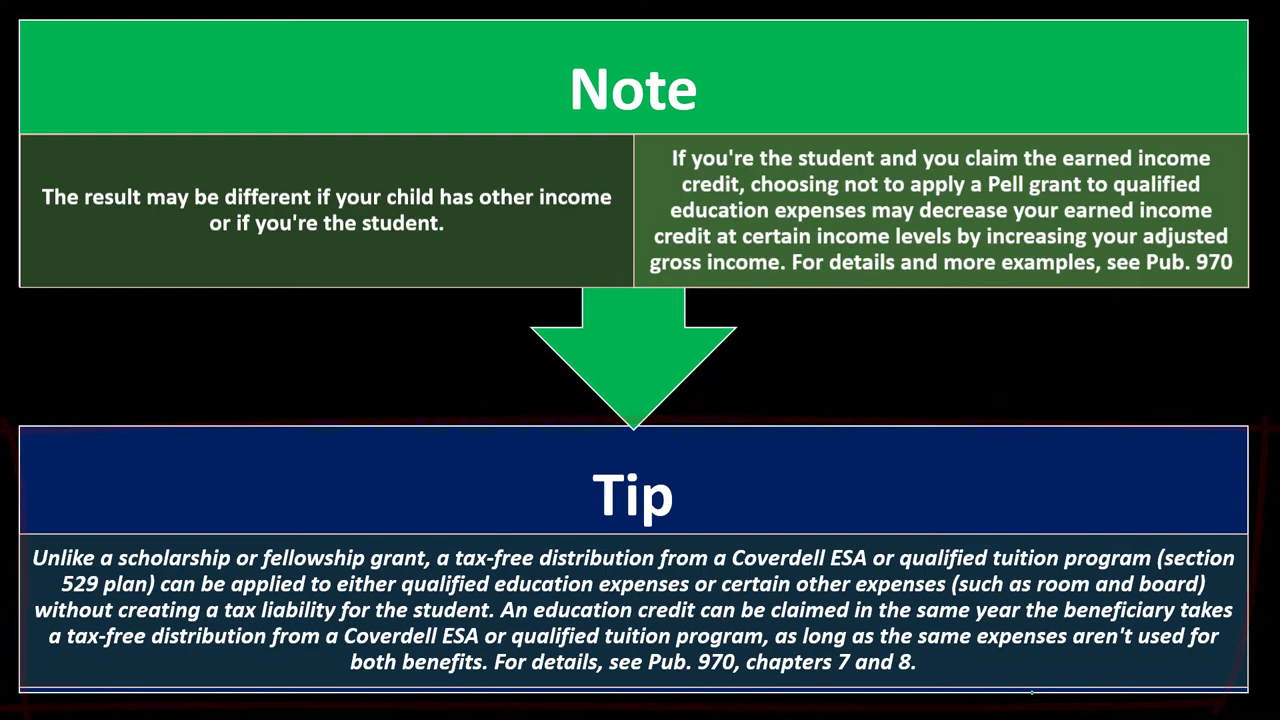 Note
The result may be different if your child has other income
or if you're the student.
If you're the student and you claim the earned income
credit, choosing not to apply a Pell grant to qualified
education expenses may decrease your earned income
credit at certain income levels by increasing your adjusted
gross income. For details and more examples, see Pub. 970
Tip
Unlike a scholarship or fellowship grant, a tax-free distribution from a Coverdell ESA or qualified tuition program (section
529 plan) can be applied to either qualified education expenses or certain other expenses (such as room and board)
without creating a tax liability for the student. An education credit can be claimed in the same year the beneficiary takes
a tax-free distribution from a Coverdell ESA or qualified tuition program, as long as the same expenses aren't used for
both benefits. For details, see Pub. 970, chapters 7 and 8.